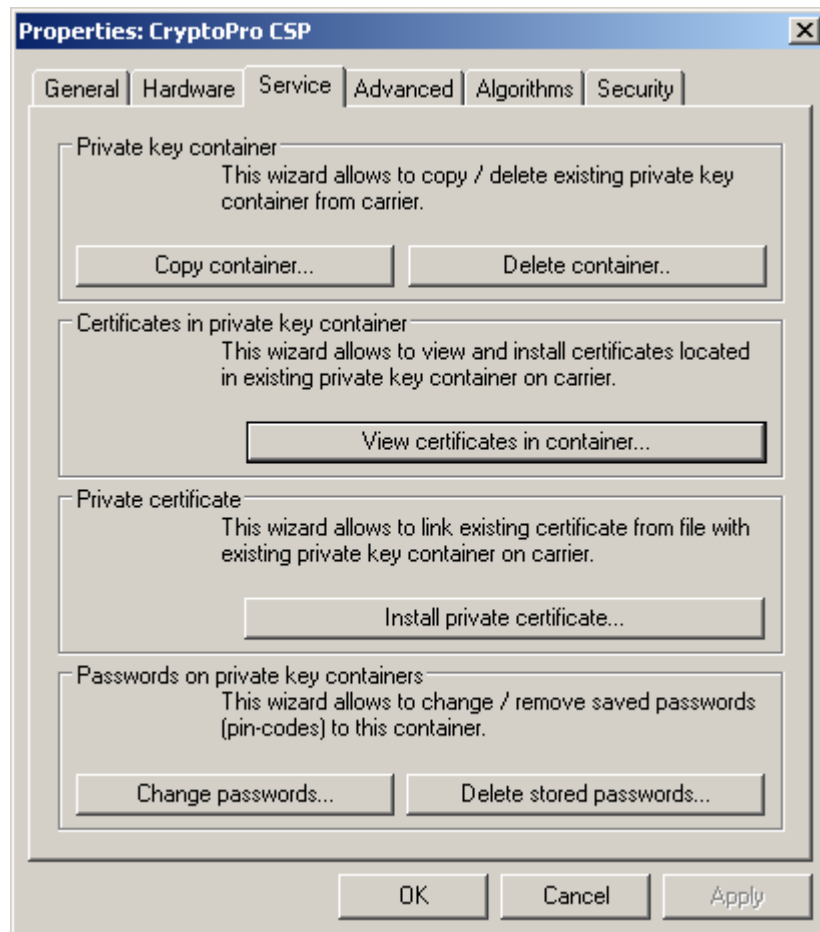 Properties: CryptoPro CSP
General Hardware Service Advanced Algorithms Security
Private key container
This wizard allows to copy / delete existing private key
container from carrier.
Copy container... Delete container..
Certificates in private key container
This wizard allows to view and install certificates located
in existing private key container on carrier.
View certificates in container...
Private certificate
This wizard allows to link existing certificate from file with
existing private key container on carrier.
Install private certificate...
Passwords on private key containers
This wizard allows to change / remove saved passwords
(pin-codes) to this container.
Change passwords... Delete stored passwords...
OK Cancel Apply